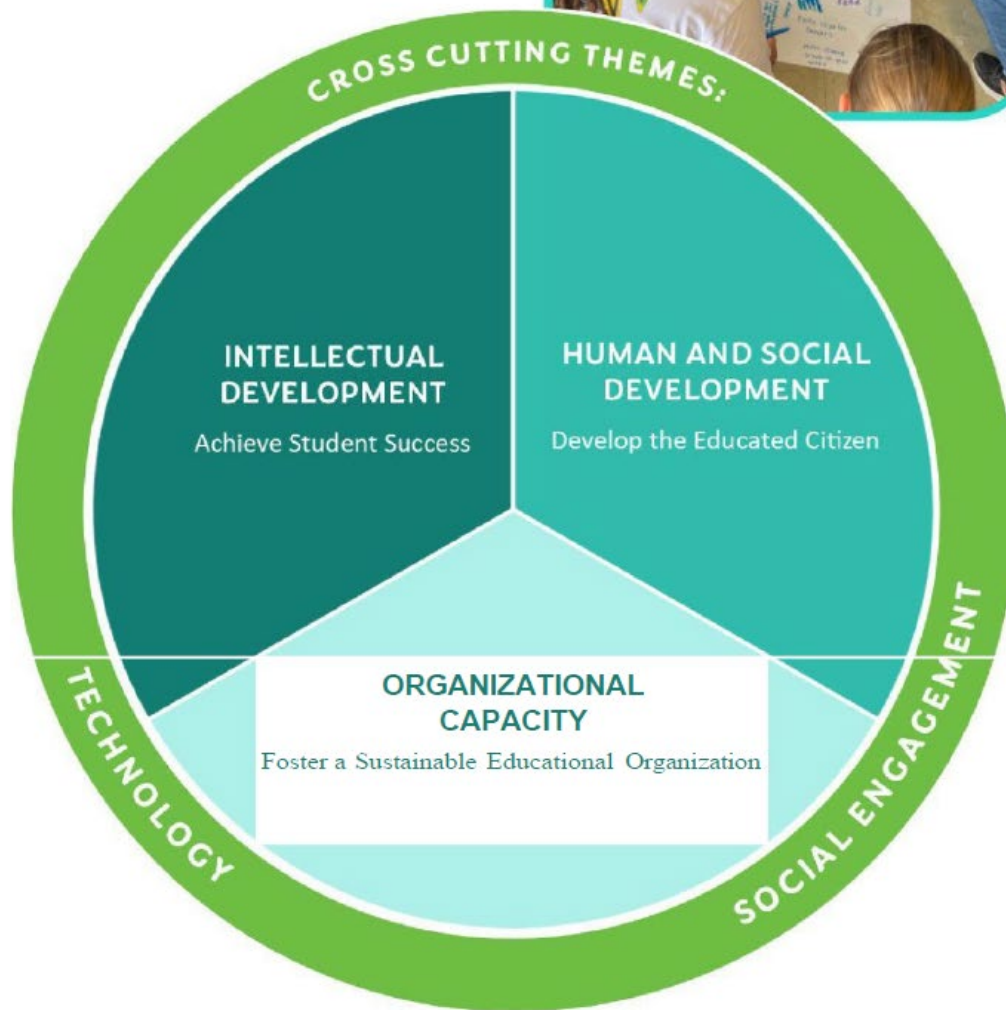 CROSS CUTTING THEMES:
INTELLECTUAL
DEVELOPMENT
Achieve Student Success
HUMAN AND SOCIAL
DEVELOPMENT
Develop the Educated Citizen
ORGANIZATIONAL
CAPACITY
Foster a Sustainable Educational Organization
TECHNOLOGY
SOCIAL ENGAGEMENT